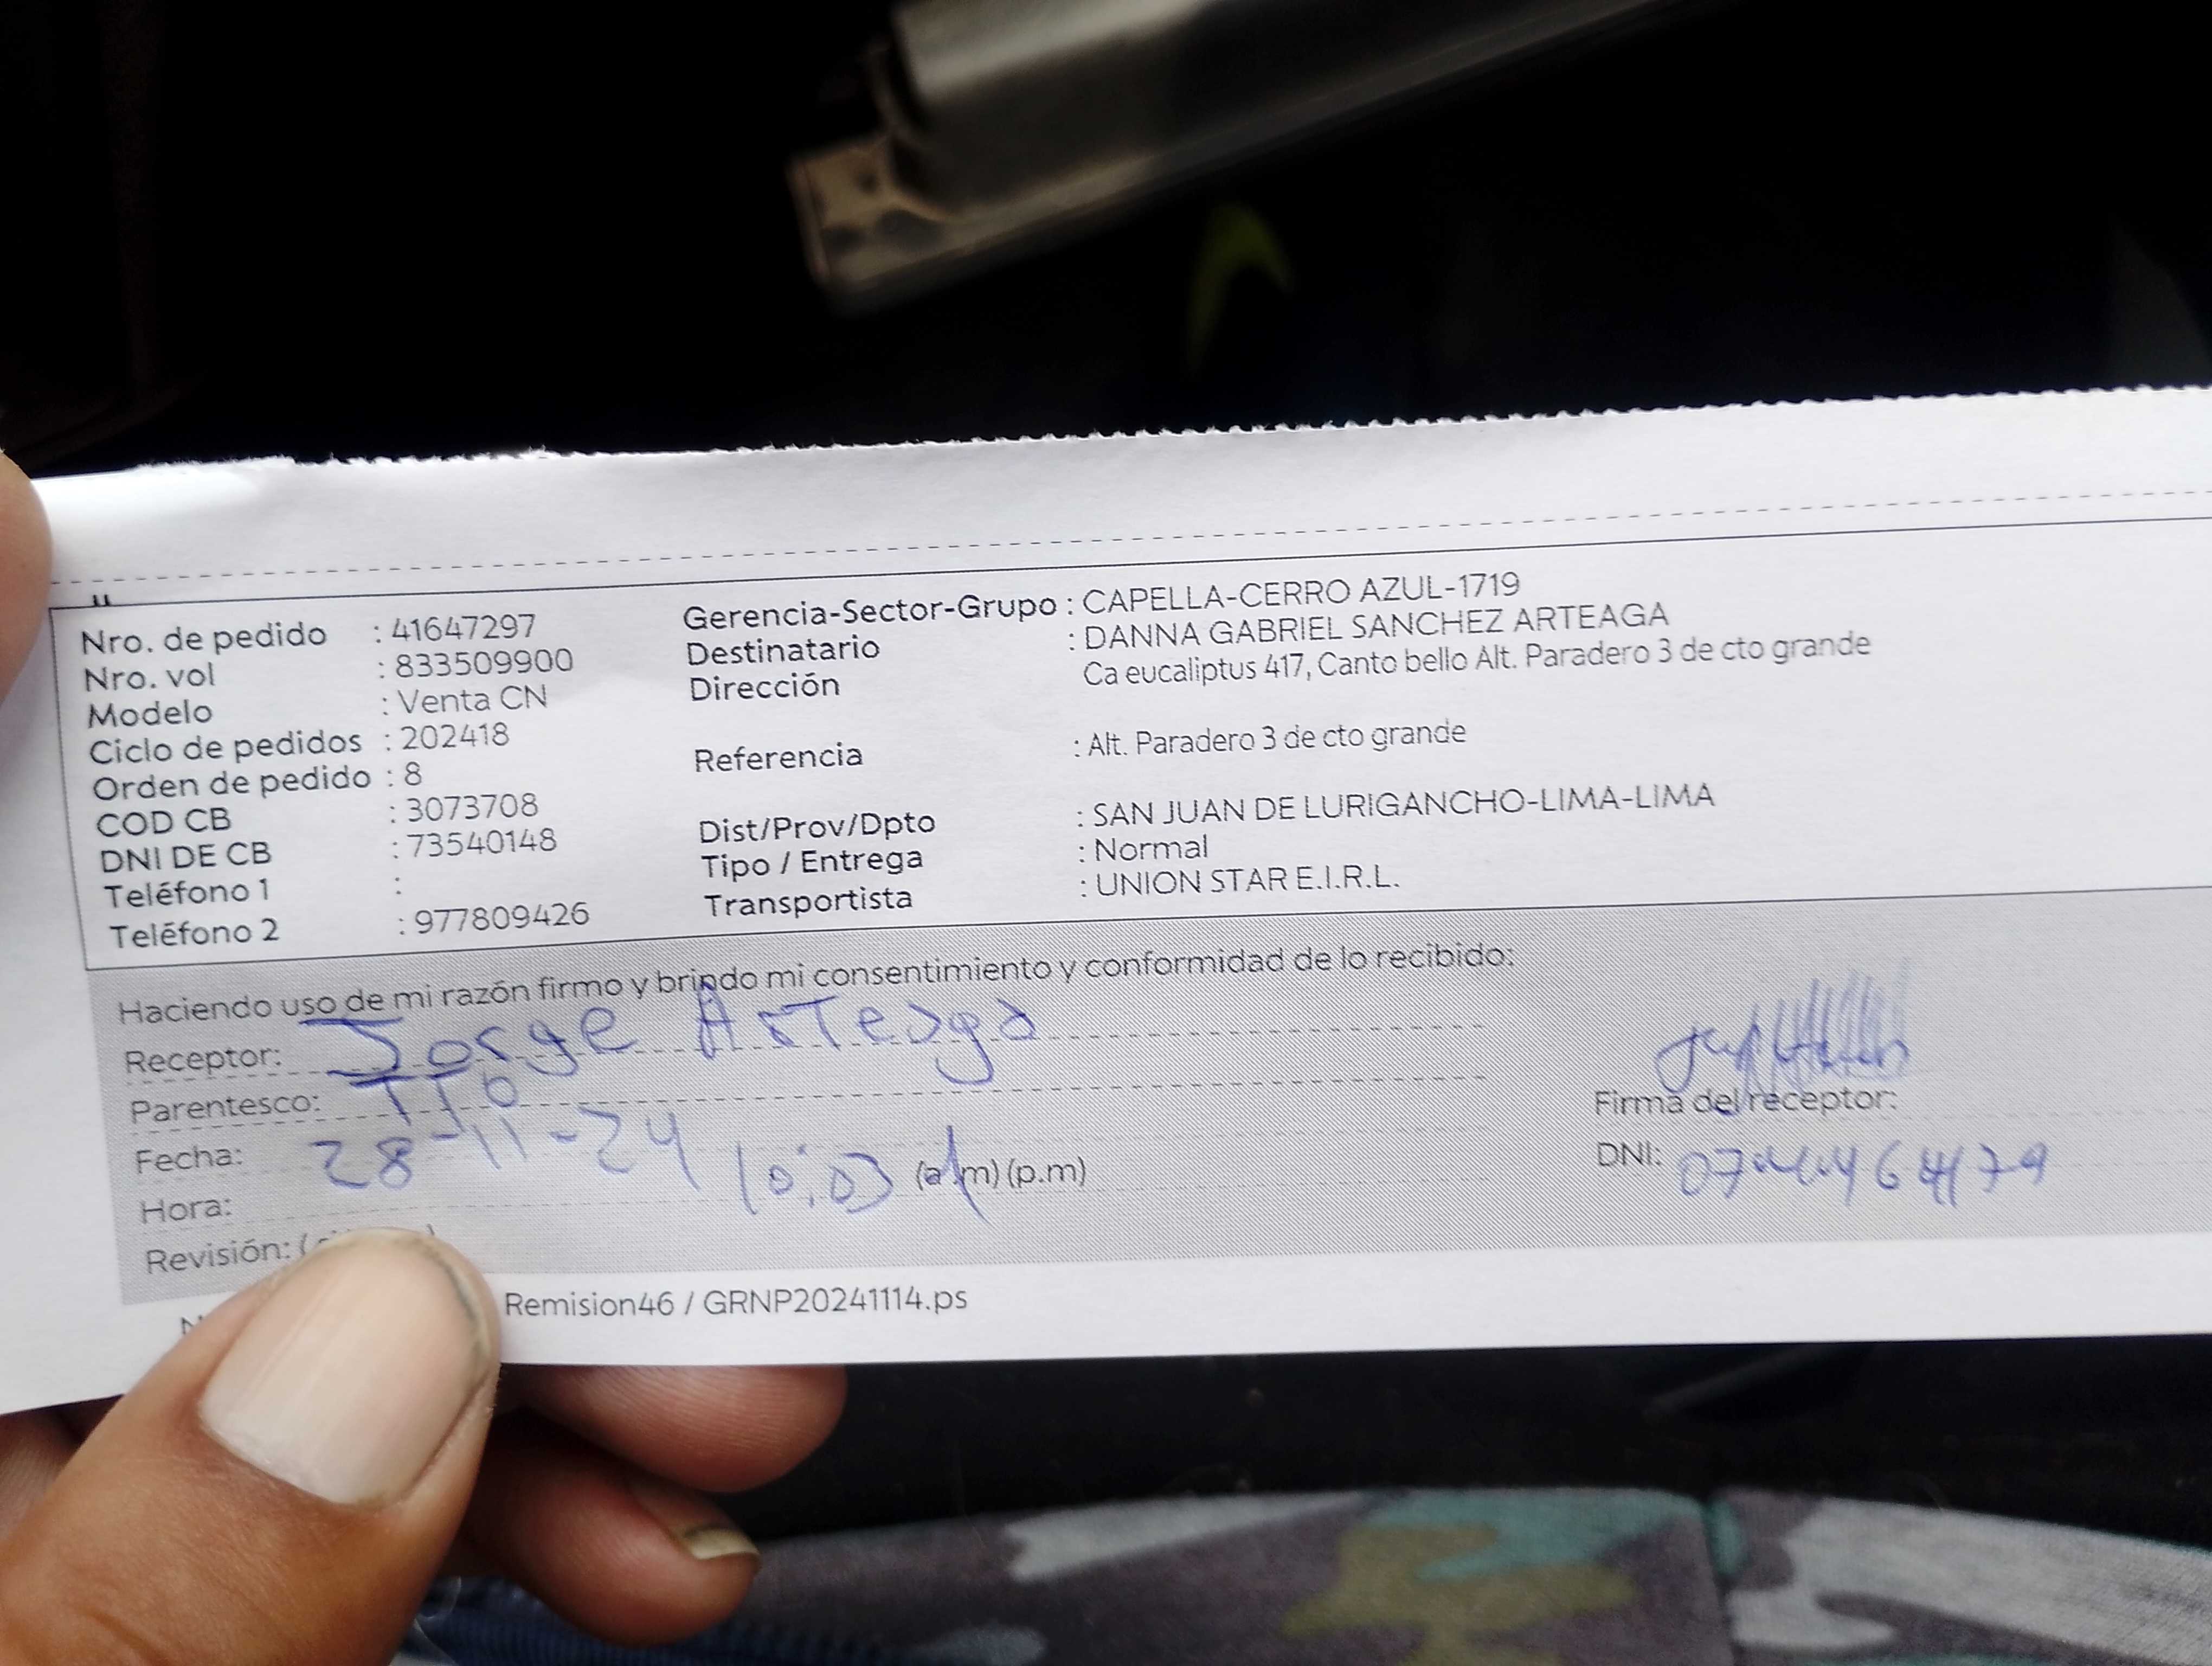 Nro. de pedido : 41647297
Nro. vol : 833509900
Modelo : Venta CN
Ciclo de pedidos : 202418
Orden de pedido : 8
COD CB : 3073708
DNI DE CB : 73540148
Teléfono 1 :
Teléfono 2 : 977809426
Gerencia-Sector-Grupo : CAPELLA-CERRO AZUL-1719
Destinatario : DANNA GABRIEL SANCHEZ ARTEAGA
Dirección Ca eucaliptus 417, Canto bello Alt. Paradero 3 de cto grande
Referencia : Alt. Paradero 3 de cto grande
Dist/Prov/Dpto : SAN JUAN DE LURIGANCHO-LIMA-LIMA
Tipo / Entrega : Normal
Transportista : UNION STAR E.I.R.L.
Haciendo uso de mi razón firmo y brindo mi consentimiento y conformidad de lo recibido:
Receptor: Jorge Arteaga
Parentesco: Tío
Fecha: 28-11-24
Hora: 10:03 (a.m) (p.m)
Revisión: (
Firma del receptor:
DNI:
Remision46 / GRNP20241114.ps